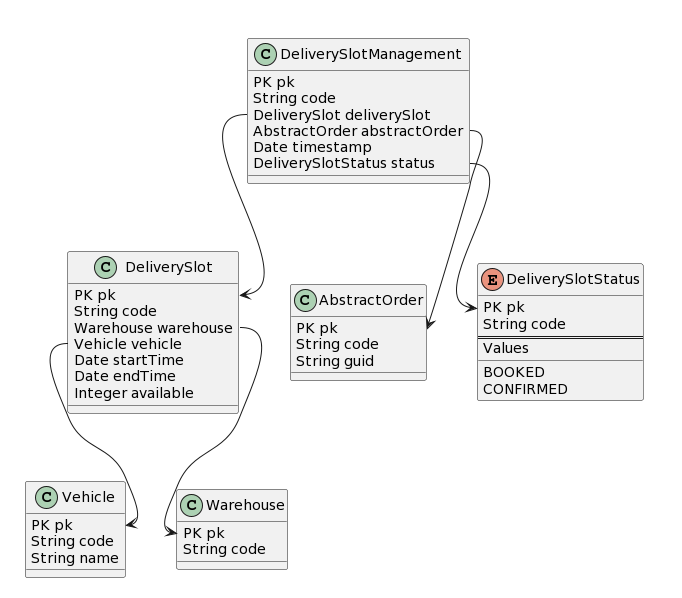 C DeliverySlotManagement
PK pk
String code
DeliverySlot deliverySlot
AbstractOrder abstractOrder
Date timestamp
DeliverySlotStatus status
C DeliverySlot
PK pk
String code
Warehouse warehouse
Vehicle vehicle
Date startTime
Date endTime
Integer available
C AbstractOrder
PK pk
String code
String guid
E DeliverySlotStatus
PK pk
String code
Values
BOOKED
CONFIRMED
C Vehicle
PK pk
String code
String name
C Warehouse
PK pk
String code